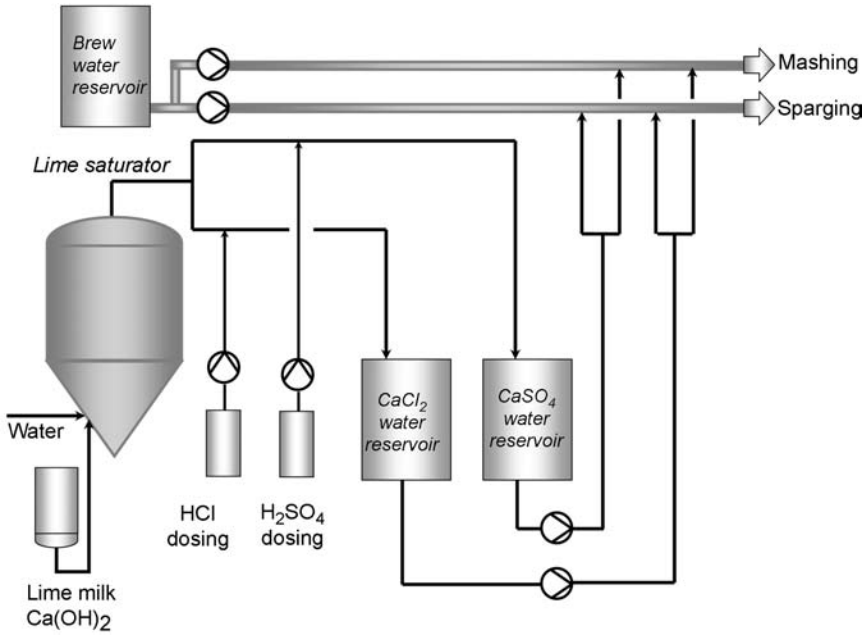 Brew
water
reservoir
Mashing
Sparging
Lime saturator
Water
CaCl₂
water
reservoir
CaSO₄
water
reservoir
HCl
dosing
H₂SO₄
dosing
Lime milk
Ca(OH)₂